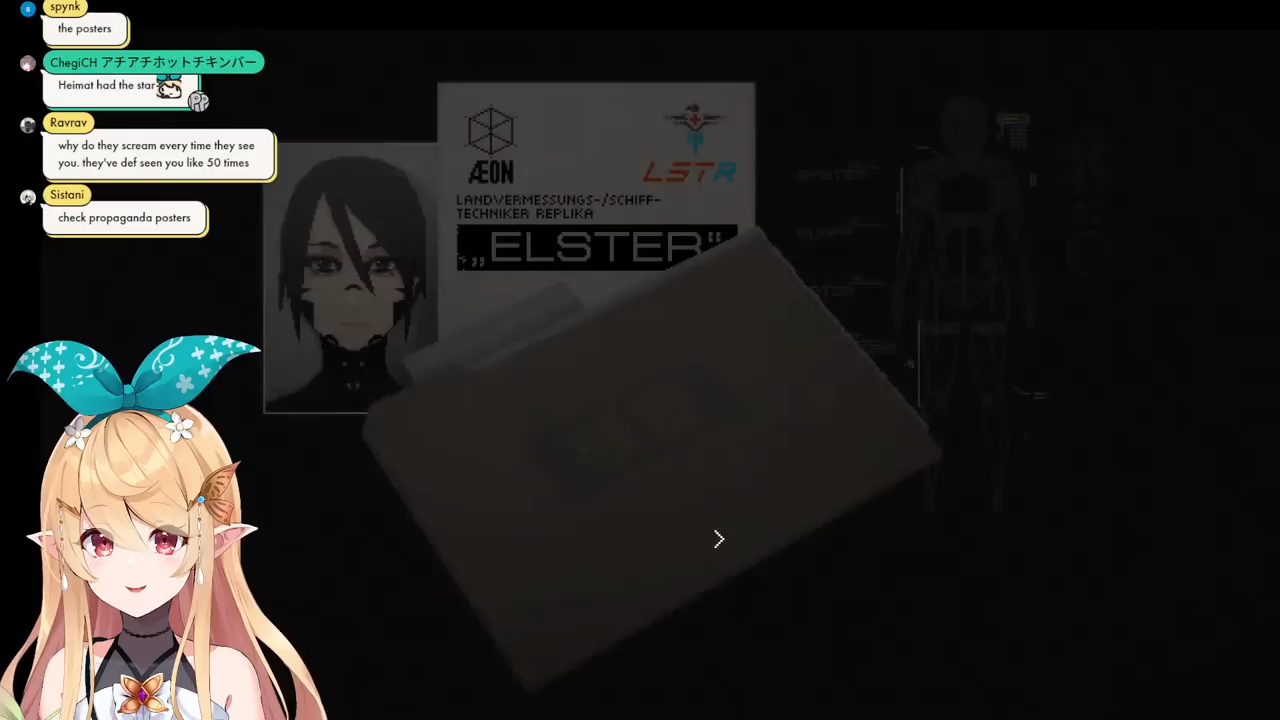 spynk
the posters
ChegiCH アチアチホットチキンバー
Heimat had the star
Ravrav
why do they scream every time they see
you. they've def seen you like 50 times
Sistani
check propaganda posters
ÆON
LSTR
LANDVERMESSUNGS-/SCHIFF-
TECHNIKER REPLIKA
„ELSTER“